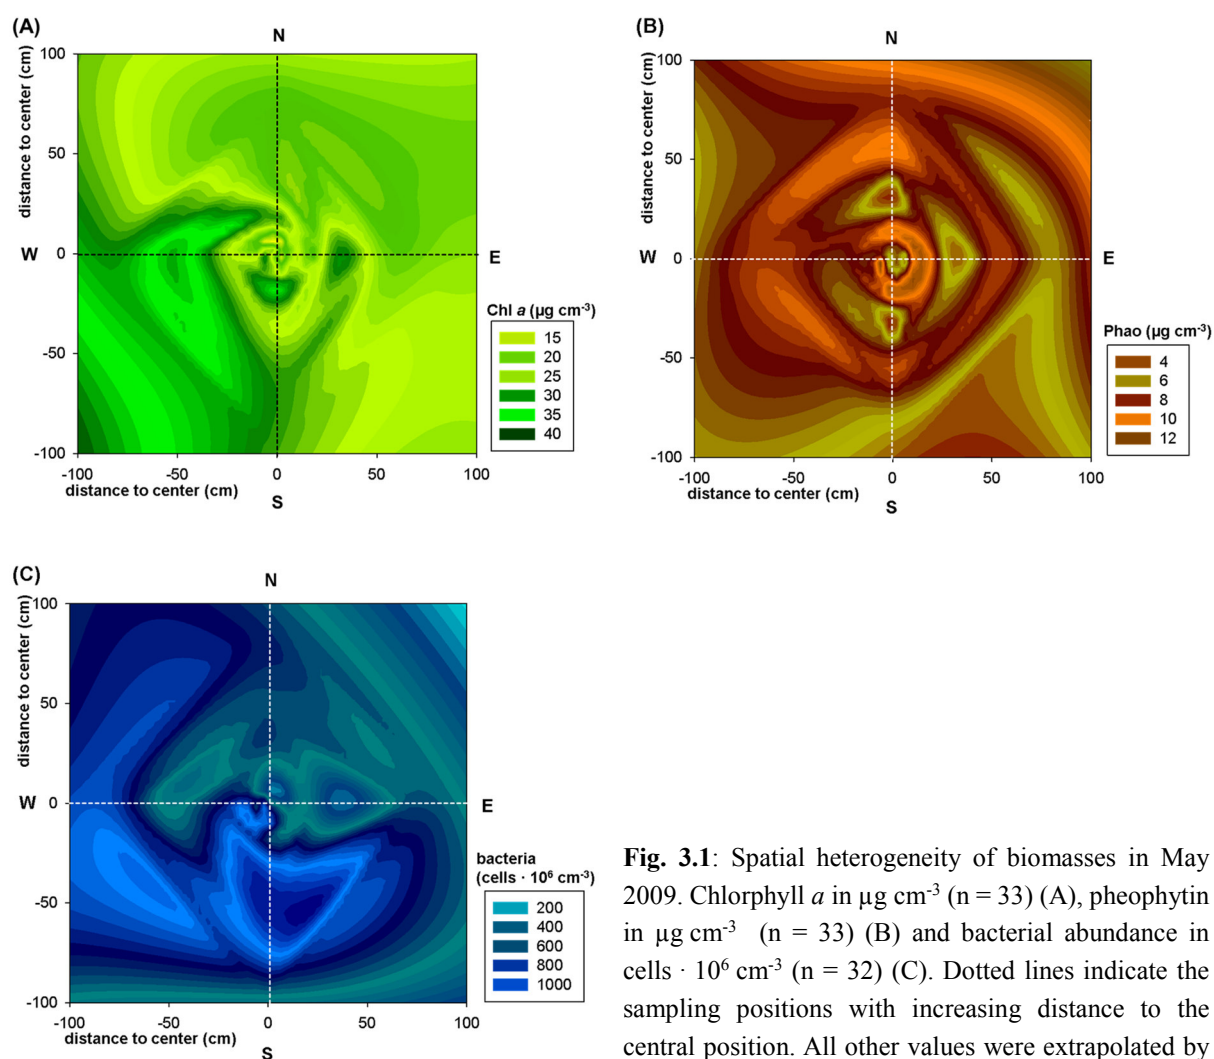 (A)
N
distance to center (cm)
100
50
0
-50
-100
W
E
-100
-50
0
50
100
distance to center (cm)
S
Chl a (µg cm-3)
15
20
25
30
35
40
(B)
N
distance to center (cm)
100
50
0
-50
-100
W
E
-100
-50
0
50
100
distance to center (cm)
S
Phao (µg cm-3)
4
6
8
10
12
(C)
N
distance to center (cm)
100
50
0
-50
-100
W
E
-100
-50
0
50
100
distance to center (cm)
S
bacteria
(cells · 10⁶ cm-3)
200
400
600
800
1000
Fig. 3.1: Spatial heterogeneity of biomasses in May
2009. Chlorphyll a in µg cm-3 (n = 33) (A), pheophytin
in µg cm-3 (n = 33) (B) and bacterial abundance in
cells · 10⁶ cm-3 (n = 32) (C). Dotted lines indicate the
sampling positions with increasing distance to the
central position. All other values were extrapolated by